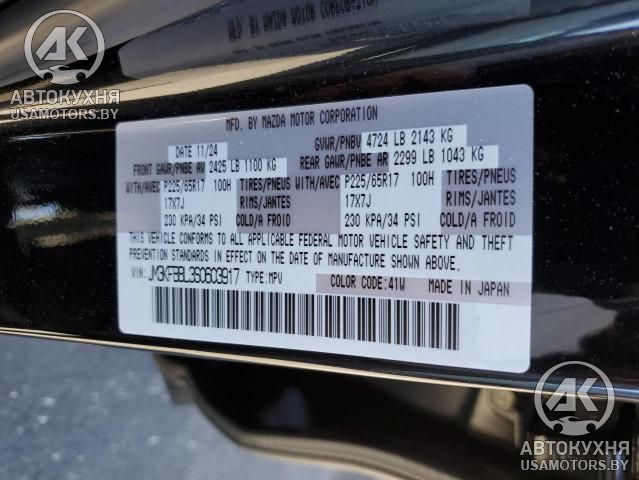 AK
АВТОКУХНЯ
USAMOTORS.BY
MFD. BY MAZDA MOTOR CORPORATION
DATE 11/24 GVWR/PNBV 4724 LB 2143 KG
FRONT GAWR/PNBE AV 2425 LB 1100 KG REAR GAWR/PNBE AR 2299 LB 1043 KG
WITH/AVEC P225/65R17 100H TIRES/PNEUS WITH/AVEC P225/65R17 100H TIRES/PNEUS
17X7J RIMS/JANTES 17X7J RIMS/JANTES
230 KPA/34 PSI COLD/A FROID 230 KPA/34 PSI COLD/A FROID
THIS VEHICLE CONFORMS TO ALL APPLICABLE FEDERAL MOTOR VEHICLE SAFETY AND THEFT
PREVENTION STANDARDS IN EFFECT ON THE DATE OF MANUFACTURE SHOWN ABOVE.
VIN: JM3KFBBL3S0603917 TYPE:MPV COLOR CODE:41W MADE IN JAPAN
AK
АВТОКУХНЯ
USAMOTORS.BY